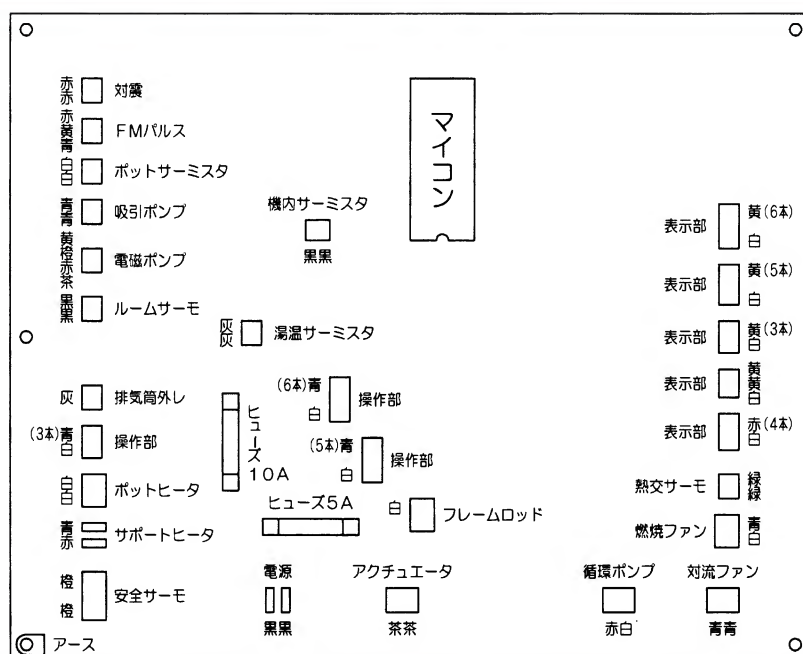 赤赤 対震
赤黄青 FMパルス
白白 ポットサーミスタ
青青 吸引ポンプ
黄橙赤茶 電磁ポンプ
黒黒 ルームサーモ
マイコン
機内サーミスタ
黒黒
灰灰 湯温サーミスタ
表示部 黄(6本)
白
表示部 黄(5本)
白
表示部 黄(3本)
白
表示部 黄黄白
表示部 赤(4本)
白
灰 排気筒外レ
(3本)青
白 操作部
白白 ポットヒータ
青赤 サポートヒータ
橙
橙 安全サーモ
アース
ヒューズ
10A
(6本)青
白 操作部
(5本)青
白 操作部
ヒューズ5A
白 フレームロッド
熱交サーモ 緑緑
燃焼ファン 青白
電源
黒黒
アクチュエータ
茶茶
循環ポンプ
赤白
対流ファン
青青